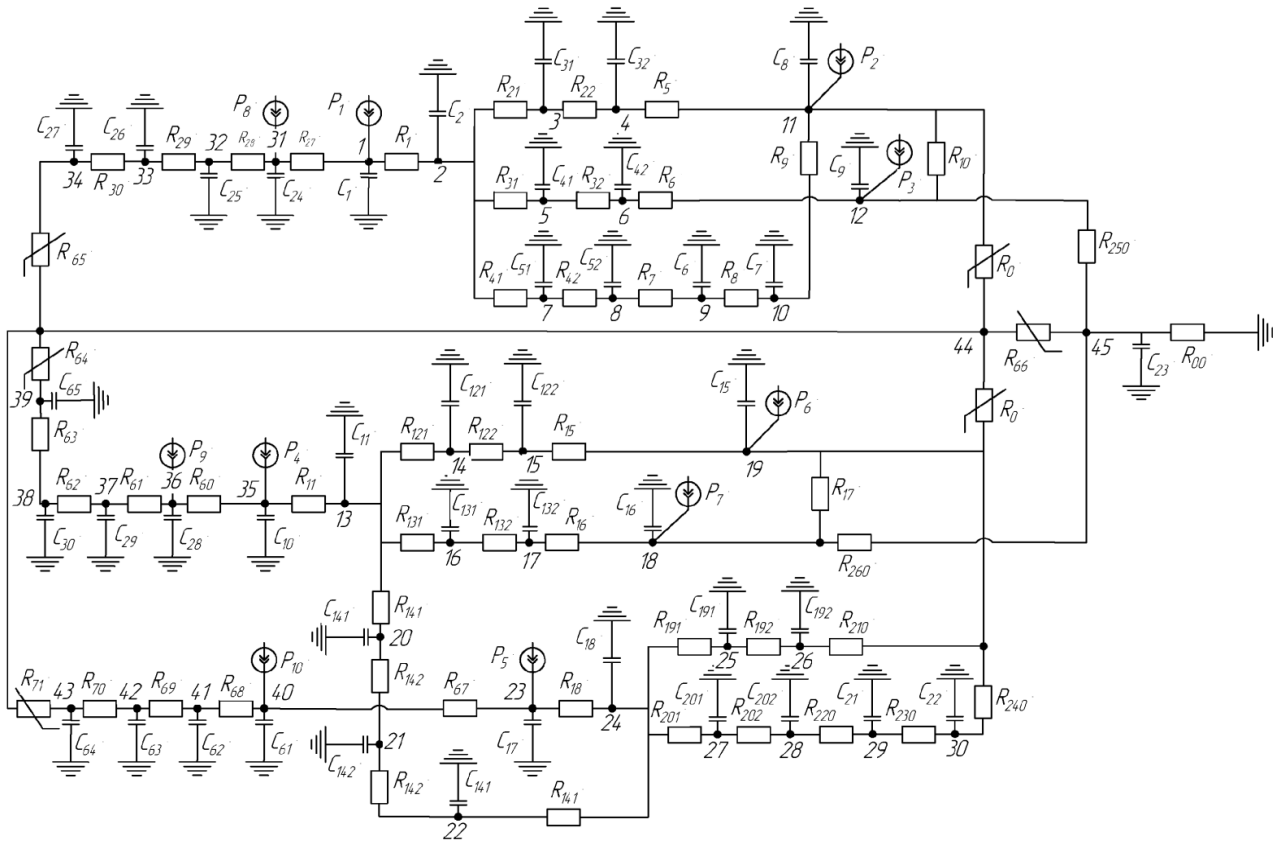 C31 C32 C8 P2
R21 R22 R5
3 4 11
C27 C26 R29 32 P8 31 P1 C2
R28 R27 1 R1
34 R30 33 C25 C24 C1 2
R9 C9 P3 R10
R31 C41 R32 C42 R6
5 6 12
R65 R0 R250
R41 C51 R42 C52 R7 C6 R8 C7
7 8 9 10
44 R66 45 C23 R00
R64
39 C65
R63
C121 C122 C15 P6
R0
C11 R121 R122 R15
14 15 19
P9 P4
38 R62 37 R61 36 R60 35 R11
13
C30 C29 C28 C10
R131 C131 R132 C132 R16 C16 P7 R17
16 17 18 R260
C141 R141
20
C18 R191 C191 R192 C192 R210
25 26
R71 43 R70 42 R69 41 R68 P10 40 R67 P5 23 R18 24
R142
C64 C63 C62 C61 C17
R201 C201 R202 C202 R220 C21 R230 C22 R240
27 28 29 30
C142 21
R142 C141 R141
22